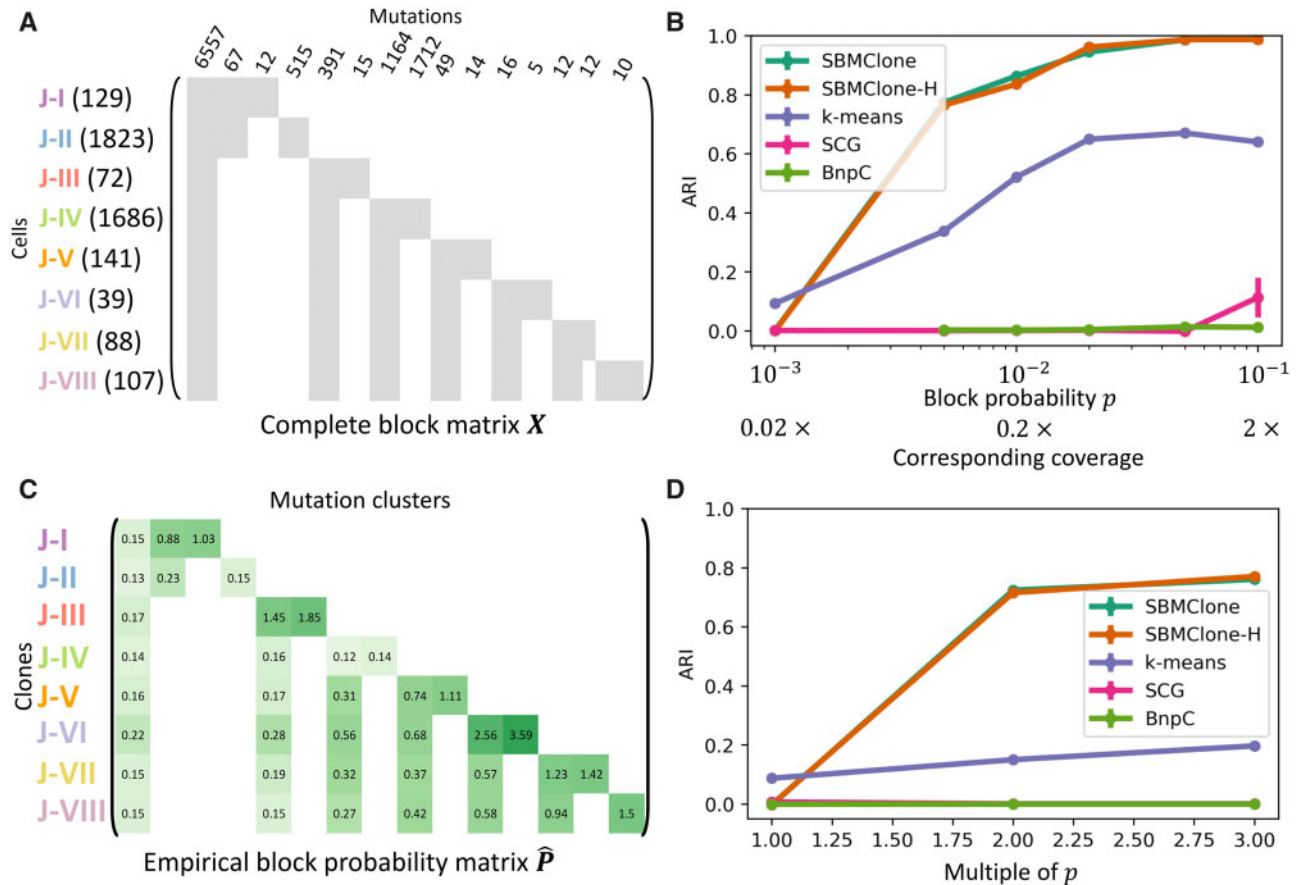 A
Mutations
6557 67 12 515 391 15 1164 1712 49 14 16 5 12 12 10
Cells
J-I (129)
J-II (1823)
J-III (72)
J-IV (1686)
J-V (141)
J-VI (39)
J-VII (88)
J-VIII (107)
Complete block matrix X
B
ARI
1.0
0.8
0.6
0.4
0.2
0.0
SBMClone
SBMClone-H
k-means
SCG
BnpC
10⁻³ 10⁻² 10⁻¹
Block probability p
0.02 × 0.2 × 2 ×
Corresponding coverage
C
Mutation clusters
Clones
J-I 0.15 0.88 1.03
J-II 0.13 0.23 0.15
J-III 0.17 1.45 1.85
J-IV 0.14 0.16 0.12 0.14
J-V 0.16 0.17 0.31 0.74 1.11
J-VI 0.22 0.28 0.56 0.68 2.56 3.59
J-VII 0.15 0.19 0.32 0.37 0.57 1.23 1.42
J-VIII 0.15 0.15 0.27 0.42 0.58 0.94 1.5
Empirical block probability matrix P̂
D
ARI
1.0
0.8
0.6
0.4
0.2
0.0
SBMClone
SBMClone-H
k-means
SCG
BnpC
1.00 1.25 1.50 1.75 2.00 2.25 2.50 2.75 3.00
Multiple of p